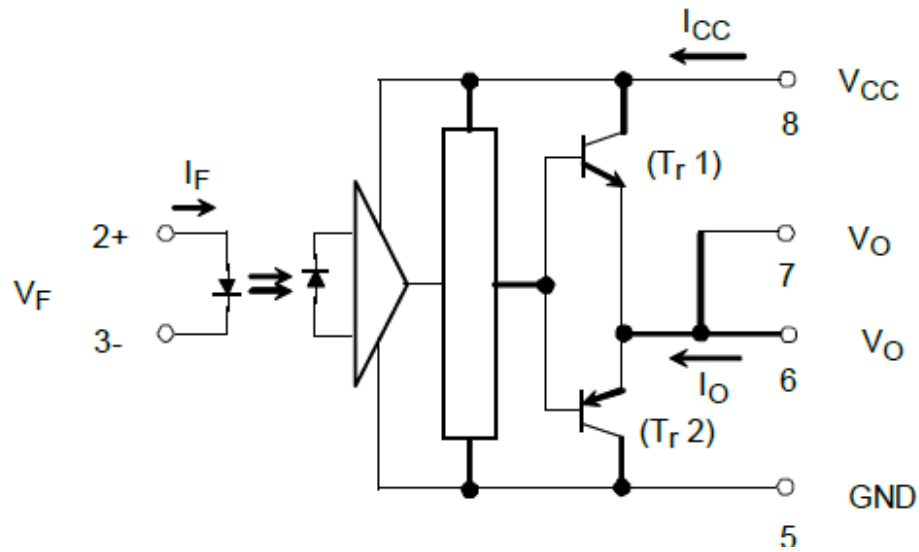 ICC
VCC
8
(Tr 1)
IF
2+
VO
7
VF
3-
VO
IO
6
(Tr 2)
GND
5